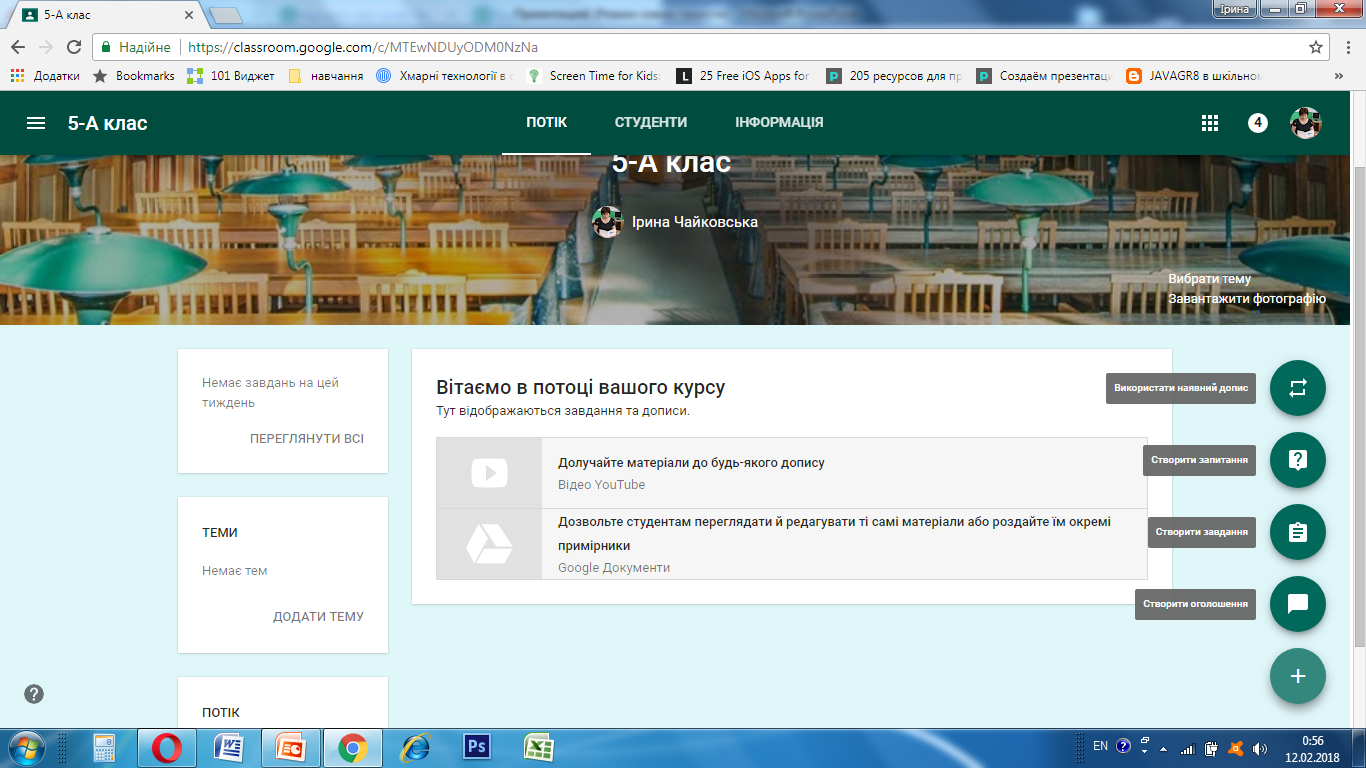 5-А клас
Ірина
Надійне
https://classroom.google.com/c/MTEwNDUyODM0NzNa
Додатки
Bookmarks
101 Виджет
навчання
Хмарні технології в
Screen Time for Kids:
25 Free iOS Apps for
205 ресурсов для пр
Создаём презентаци
JAVAGR8 в шкільном
»
5-А клас
ПОТІК
СТУДЕНТИ
ІНФОРМАЦІЯ
4
5-А клас
Ірина Чайковська
Вибрати тему
Завантажити фотографію
Немає завдань на цей
тиждень
ПЕРЕГЛЯНУТИ ВСІ
ТЕМИ
Немає тем
ДОДАТИ ТЕМУ
ПОТІК
Вітаємо в потоці вашого курсу
Тут відображаються завдання та дописи.
Долучайте матеріали до будь-якого допису
Відео YouTube
Дозвольте студентам переглядати й редагувати ті самі матеріали або роздайте їм окремі
примірники
Google Документи
Використати наявний допис
Створити запитання
Створити завдання
Створити оголошення
Ps
EN
0:56
12.02.2018